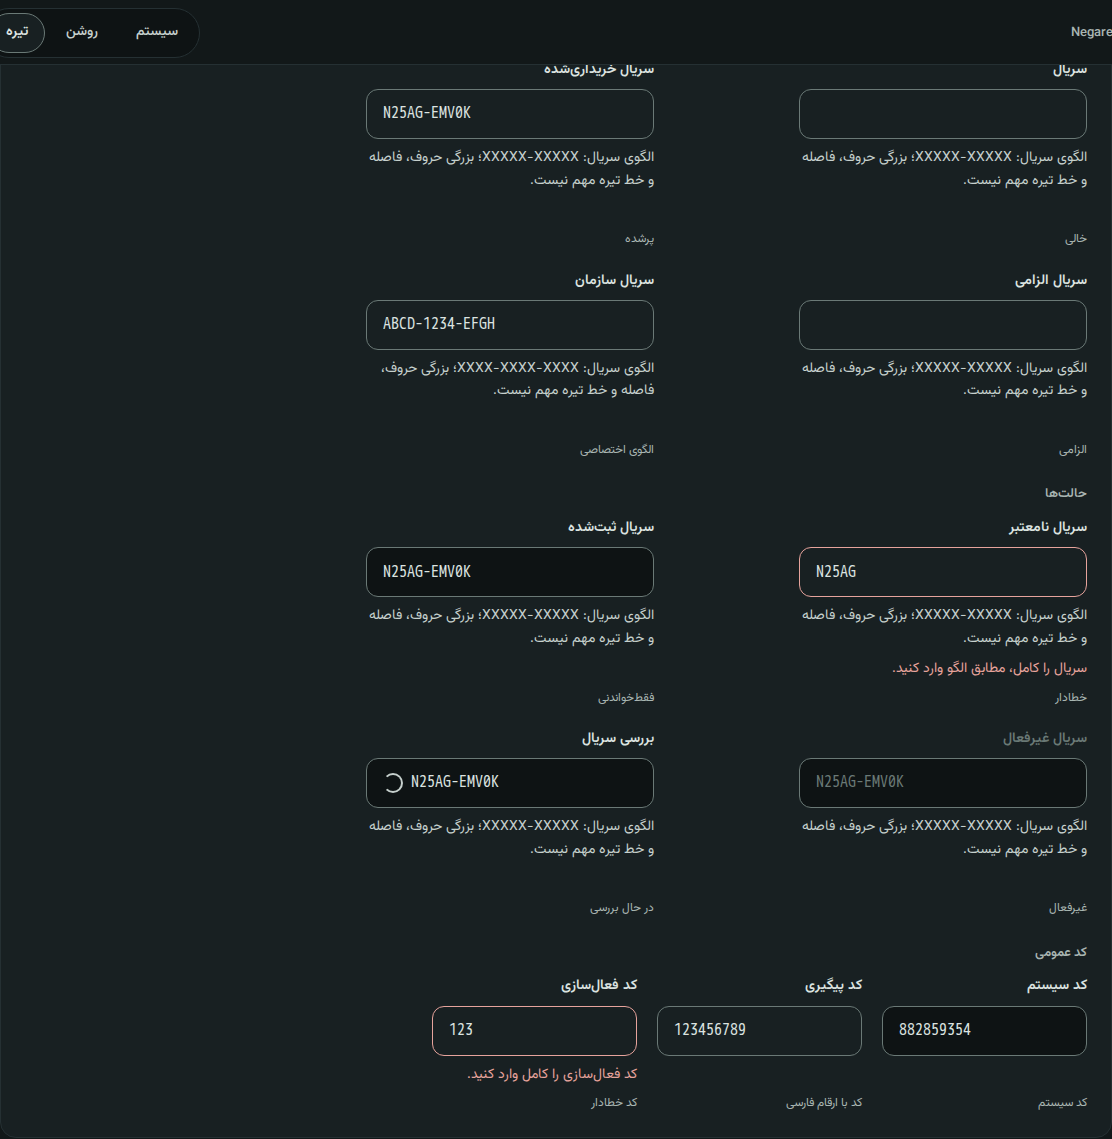 Negare
سیستم
روشن
تیره
سریال
الگوی سریال: XXXXX-XXXXX؛ بزرگی حروف، فاصله
و خط تیره مهم نیست.
خالی
سریال خریداری‌شده
N25AG-EMV0K
الگوی سریال: XXXXX-XXXXX؛ بزرگی حروف، فاصله
و خط تیره مهم نیست.
پرشده
سریال الزامی
الگوی سریال: XXXXX-XXXXX؛ بزرگی حروف، فاصله
و خط تیره مهم نیست.
الزامی
سریال سازمان
ABCD-1234-EFGH
الگوی سریال: XXXX-XXXX-XXXX؛ بزرگی حروف،
فاصله و خط تیره مهم نیست.
الگوی اختصاصی
حالت‌ها
سریال نامعتبر
N25AG
الگوی سریال: XXXXX-XXXXX؛ بزرگی حروف، فاصله
و خط تیره مهم نیست.
سریال را کامل، مطابق الگو وارد کنید.
خطادار
سریال ثبت‌شده
N25AG-EMV0K
الگوی سریال: XXXXX-XXXXX؛ بزرگی حروف، فاصله
و خط تیره مهم نیست.
فقط‌خواندنی
سریال غیرفعال
N25AG-EMV0K
الگوی سریال: XXXXX-XXXXX؛ بزرگی حروف، فاصله
و خط تیره مهم نیست.
غیرفعال
بررسی سریال
N25AG-EMV0K
الگوی سریال: XXXXX-XXXXX؛ بزرگی حروف، فاصله
و خط تیره مهم نیست.
در حال بررسی
کد عمومی
کد سیستم
882859354
کد سیستم
کد پیگیری
123456789
کد با ارقام فارسی
کد فعال‌سازی
123
کد فعال‌سازی را کامل وارد کنید.
کد خطادار